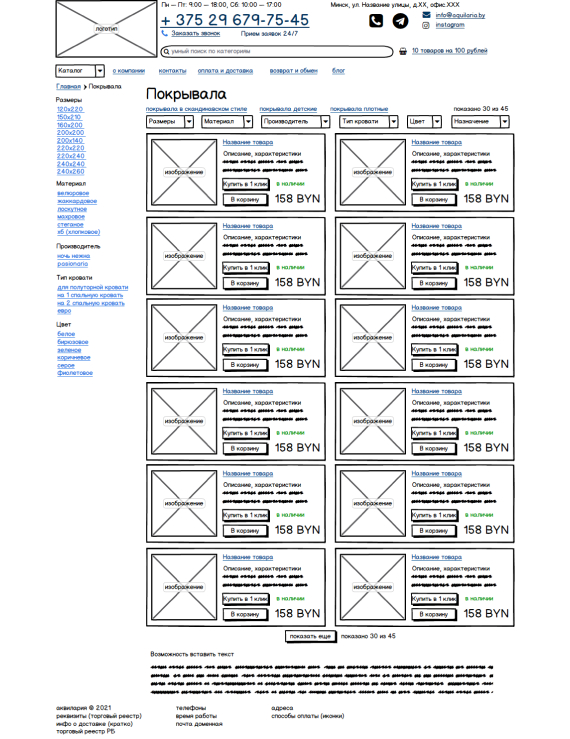 логотип
Пн — Пт: 9:00 — 18:00, Сб: 10:00 — 17:00
Минск, ул. Название улицы, д.XX, офис.XXX
+ 375 29 679-75-45
info@aquilaria.by
instagram
Заказать звонок
Прием заявок 24/7
умный поиск по категориям
10 товаров на 100 рублей
Каталог
о компании
контакты
оплата и доставка
возврат и обмен
блог
Главная > Покрывала
Размеры
120х220
150х210
160х200
200х200
200х140
220х220
220х240
240х240
240х260
Материал
велюровое
жаккардовое
лоскутное
махровое
стеганое
хб (хлопковое)
Производитель
ночь нежна
pasionaria
Тип кровати
для полуторной кровати
на 1 спальную кровать
на 2 спальную кровать
евро
Цвет
белое
бирюзовое
зеленое
коричневое
серое
фиолетовое
Покрывала
покрывала в скандинавском стиле
покрывала детские
покрывала плотные
показано 30 из 45
Размеры
Материал
Производитель
Тип кровати
Цвет
Назначение
изображение
Название товара
Описание, характеристики
Купить в 1 клик
в наличии
В корзину
158 BYN
изображение
Название товара
Описание, характеристики
Купить в 1 клик
в наличии
В корзину
158 BYN
изображение
Название товара
Описание, характеристики
Купить в 1 клик
в наличии
В корзину
158 BYN
изображение
Название товара
Описание, характеристики
Купить в 1 клик
в наличии
В корзину
158 BYN
изображение
Название товара
Описание, характеристики
Купить в 1 клик
в наличии
В корзину
158 BYN
изображение
Название товара
Описание, характеристики
Купить в 1 клик
в наличии
В корзину
158 BYN
изображение
Название товара
Описание, характеристики
Купить в 1 клик
в наличии
В корзину
158 BYN
изображение
Название товара
Описание, характеристики
Купить в 1 клик
в наличии
В корзину
158 BYN
изображение
Название товара
Описание, характеристики
Купить в 1 клик
в наличии
В корзину
158 BYN
изображение
Название товара
Описание, характеристики
Купить в 1 клик
в наличии
В корзину
158 BYN
изображение
Название товара
Описание, характеристики
Купить в 1 клик
в наличии
В корзину
158 BYN
изображение
Название товара
Описание, характеристики
Купить в 1 клик
в наличии
В корзину
158 BYN
показать еще
показано 30 из 45
Возможность вставить текст
аквилария © 2021
реквизиты (торговый реестр)
инфо о доставке (кратко)
торговый реестр РБ
телефоны
время работы
почта доменная
адреса
способы оплаты (иконки)